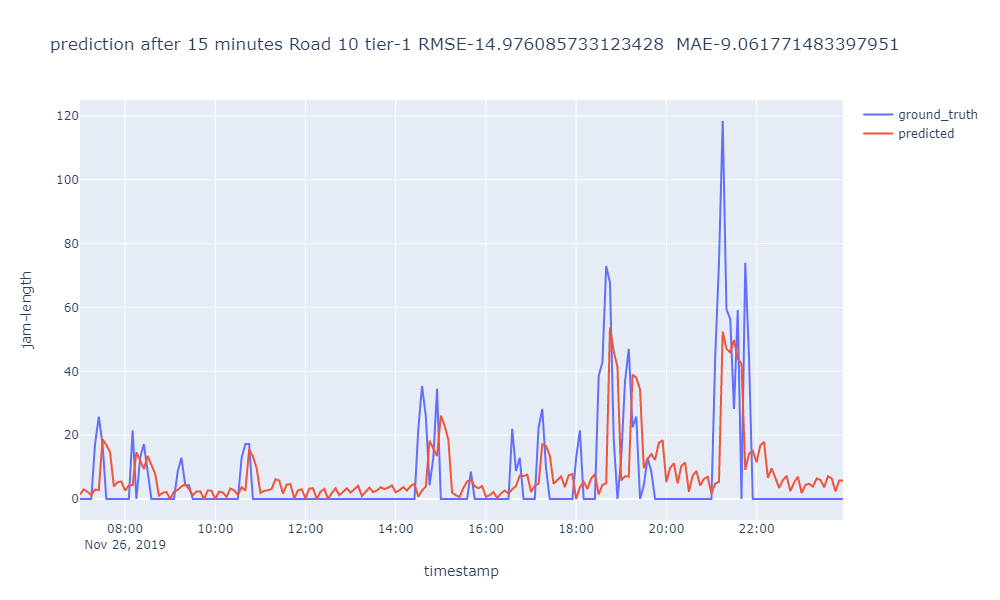 prediction after 15 minutes Road 10 tier-1 RMSE-14.976085733123428  MAE-9.061771483397951
ground_truth
predicted
120
100
80
60
40
20
0
jam-length
08:00 10:00 12:00 14:00 16:00 18:00 20:00 22:00
Nov 26, 2019
timestamp